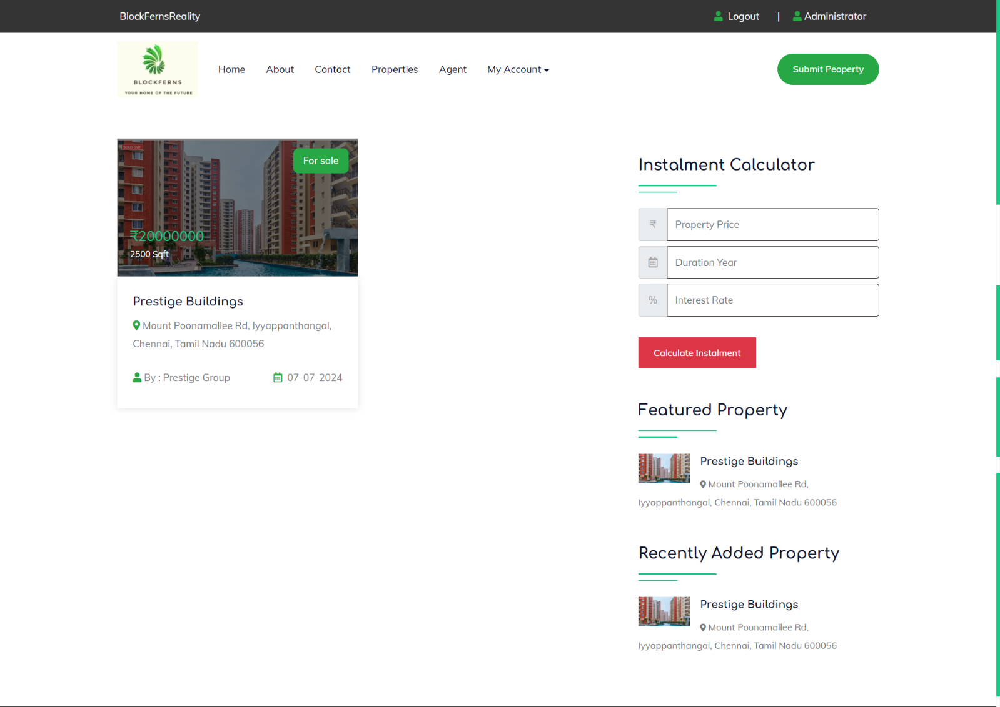 BlockFernsReality
Logout | Administrator
BLOCKFERNS
YOUR HOME OF THE FUTURE
Home About Contact Properties Agent My Account
Submit Peoperty
SOLD OUT
For sale
₹20000000
2500 Sqft
Prestige Buildings
Mount Poonamallee Rd, Iyyappanthangal,
Chennai, Tamil Nadu 600056
By : Prestige Group 07-07-2024
Instalment Calculator
₹ Property Price
Duration Year
% Interest Rate
Calculate Instalment
Featured Property
Prestige Buildings
Mount Poonamallee Rd,
Iyyappanthangal, Chennai, Tamil Nadu 600056
Recently Added Property
Prestige Buildings
Mount Poonamallee Rd,
Iyyappanthangal, Chennai, Tamil Nadu 600056